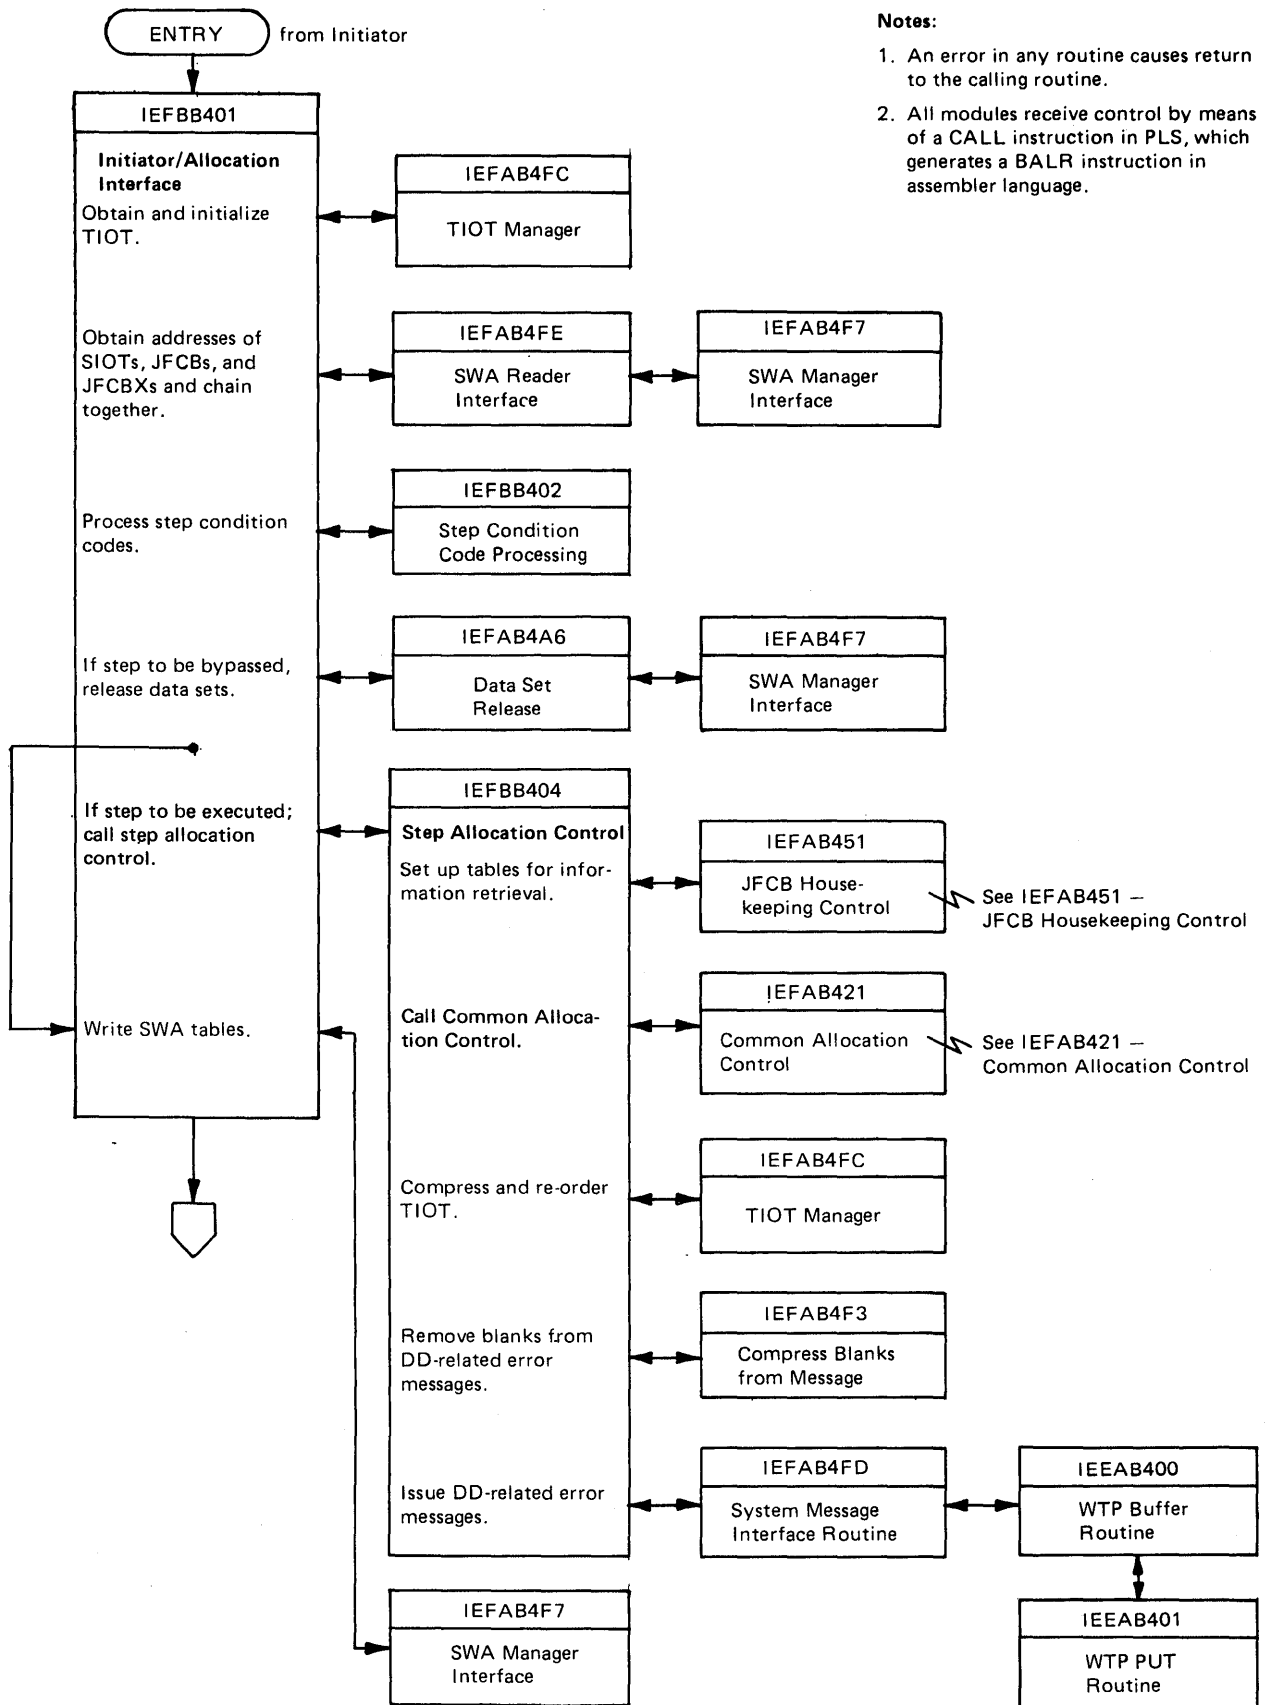 ENTRY
from Initiator
Notes:
1. An error in any routine causes return
to the calling routine.
2. All modules receive control by means
of a CALL instruction in PLS, which
generates a BALR instruction in
assembler language.
IEFBB401
Initiator/Allocation
Interface
Obtain and initialize
TIOT.
IEFAB4FC
TIOT Manager
Obtain addresses of
SIOTs, JFCBs, and
JFCBXs and chain
together.
IEFAB4FE
SWA Reader
Interface
IEFAB4F7
SWA Manager
Interface
Process step condition
codes.
IEFBB402
Step Condition
Code Processing
If step to be bypassed,
release data sets.
IEFAB4A6
Data Set
Release
IEFAB4F7
SWA Manager
Interface
If step to be executed;
call step allocation
control.
IEFBB404
Step Allocation Control
Set up tables for infor-
mation retrieval.
IEFAB451
JFCB House-
keeping Control
See IEFAB451 —
JFCB Housekeeping Control
Call Common Alloca-
tion Control.
IEFAB421
Common Allocation
Control
See IEFAB421 —
Common Allocation Control
Write SWA tables.
Compress and re-order
TIOT.
IEFAB4FC
TIOT Manager
Remove blanks from
DD-related error
messages.
IEFAB4F3
Compress Blanks
from Message
Issue DD-related error
messages.
IEFAB4FD
System Message
Interface Routine
IEEAB400
WTP Buffer
Routine
IEFAB4F7
SWA Manager
Interface
IEEAB401
WTP PUT
Routine